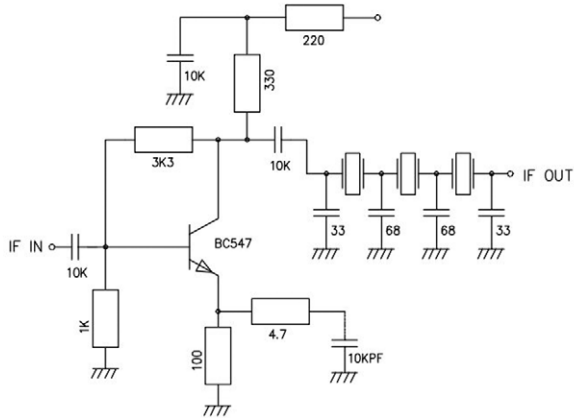 220
10K
330
3K3
10K
IF OUT
33
68
68
33
BC547
IF IN
10K
1K
4.7
100
10KPF